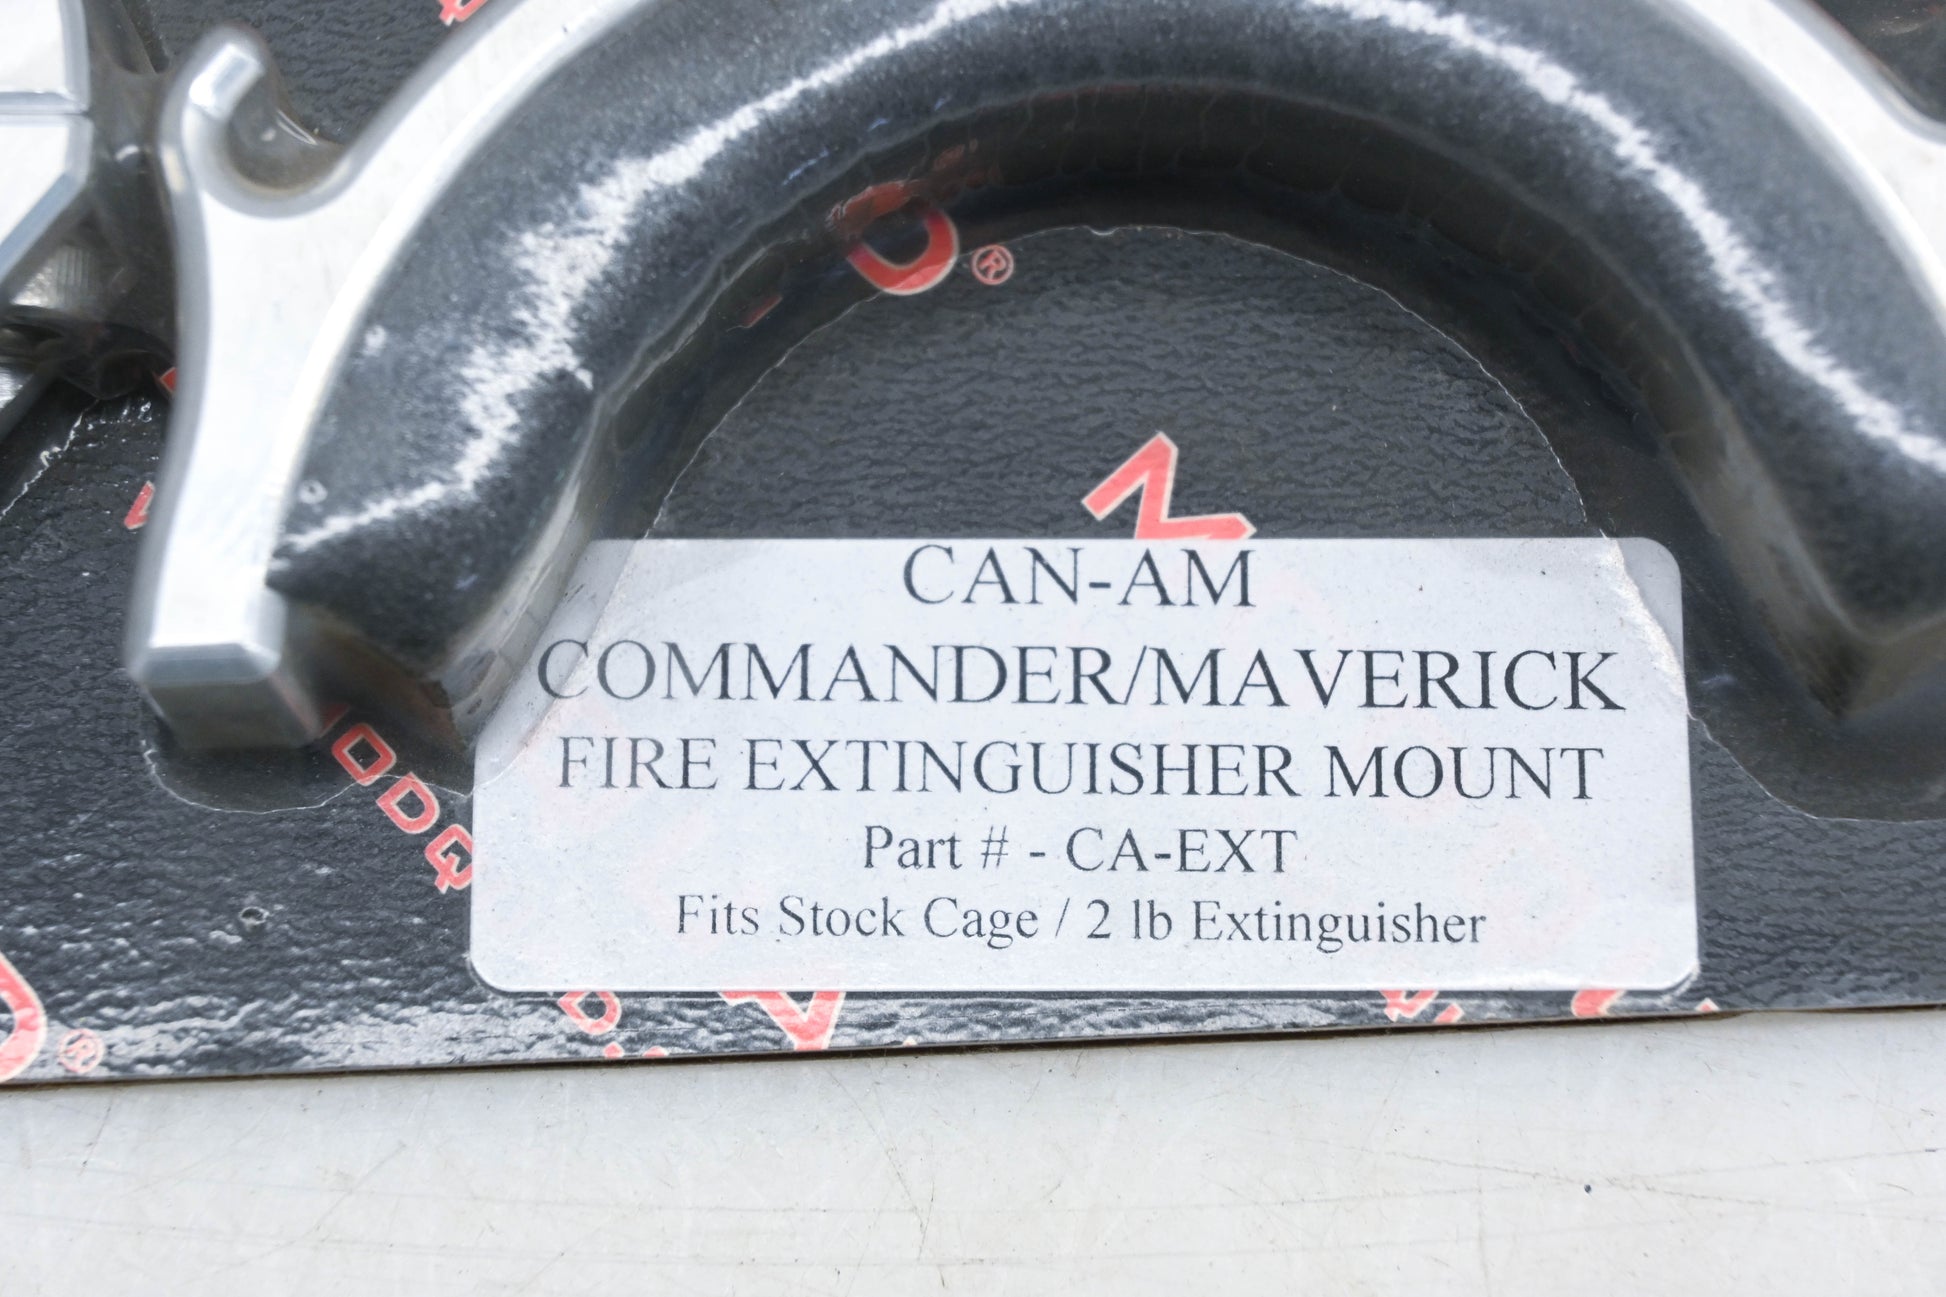 CAN-AM
COMMANDER/MAVERICK
FIRE EXTINGUISHER MOUNT
Part # - CA-EXT
Fits Stock Cage / 2 lb Extinguisher